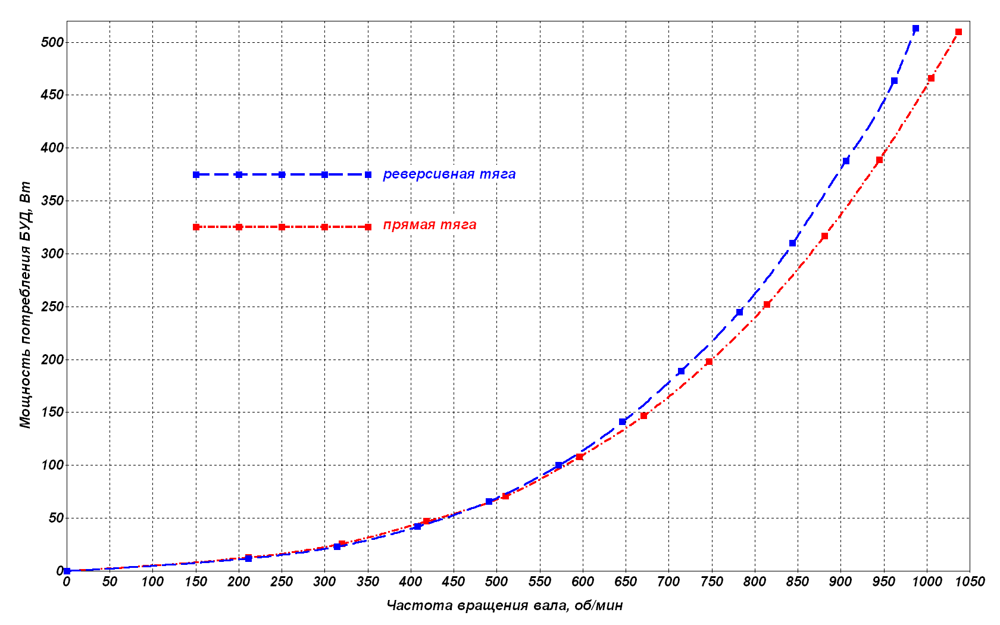 500
450
400
350
300
250
200
150
100
50
0
Мощность потребления БУД, Вт
реверсивная тяга
прямая тяга
0 50 100 150 200 250 300 350 400 450 500 550 600 650 700 750 800 850 900 950 1000 1050
Частота вращения вала, об/мин